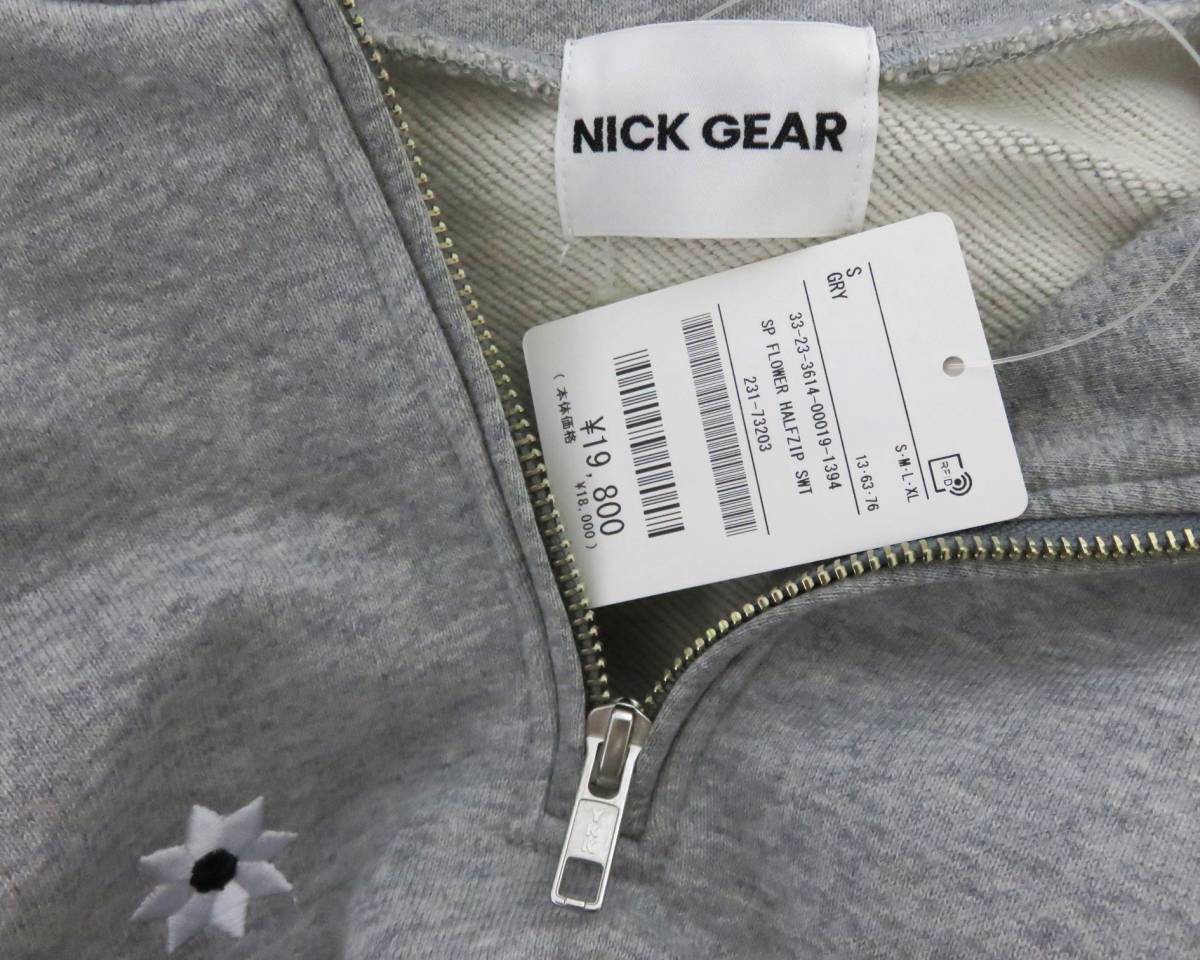 NICK GEAR
S
GRY
S・M・L・XL
RFID
33-23-3614-00019-1394
13・63・76
SP FLOWER HALFZIP SWT
231-73203
¥19,800
(本体価格 ¥18,000)
YKK